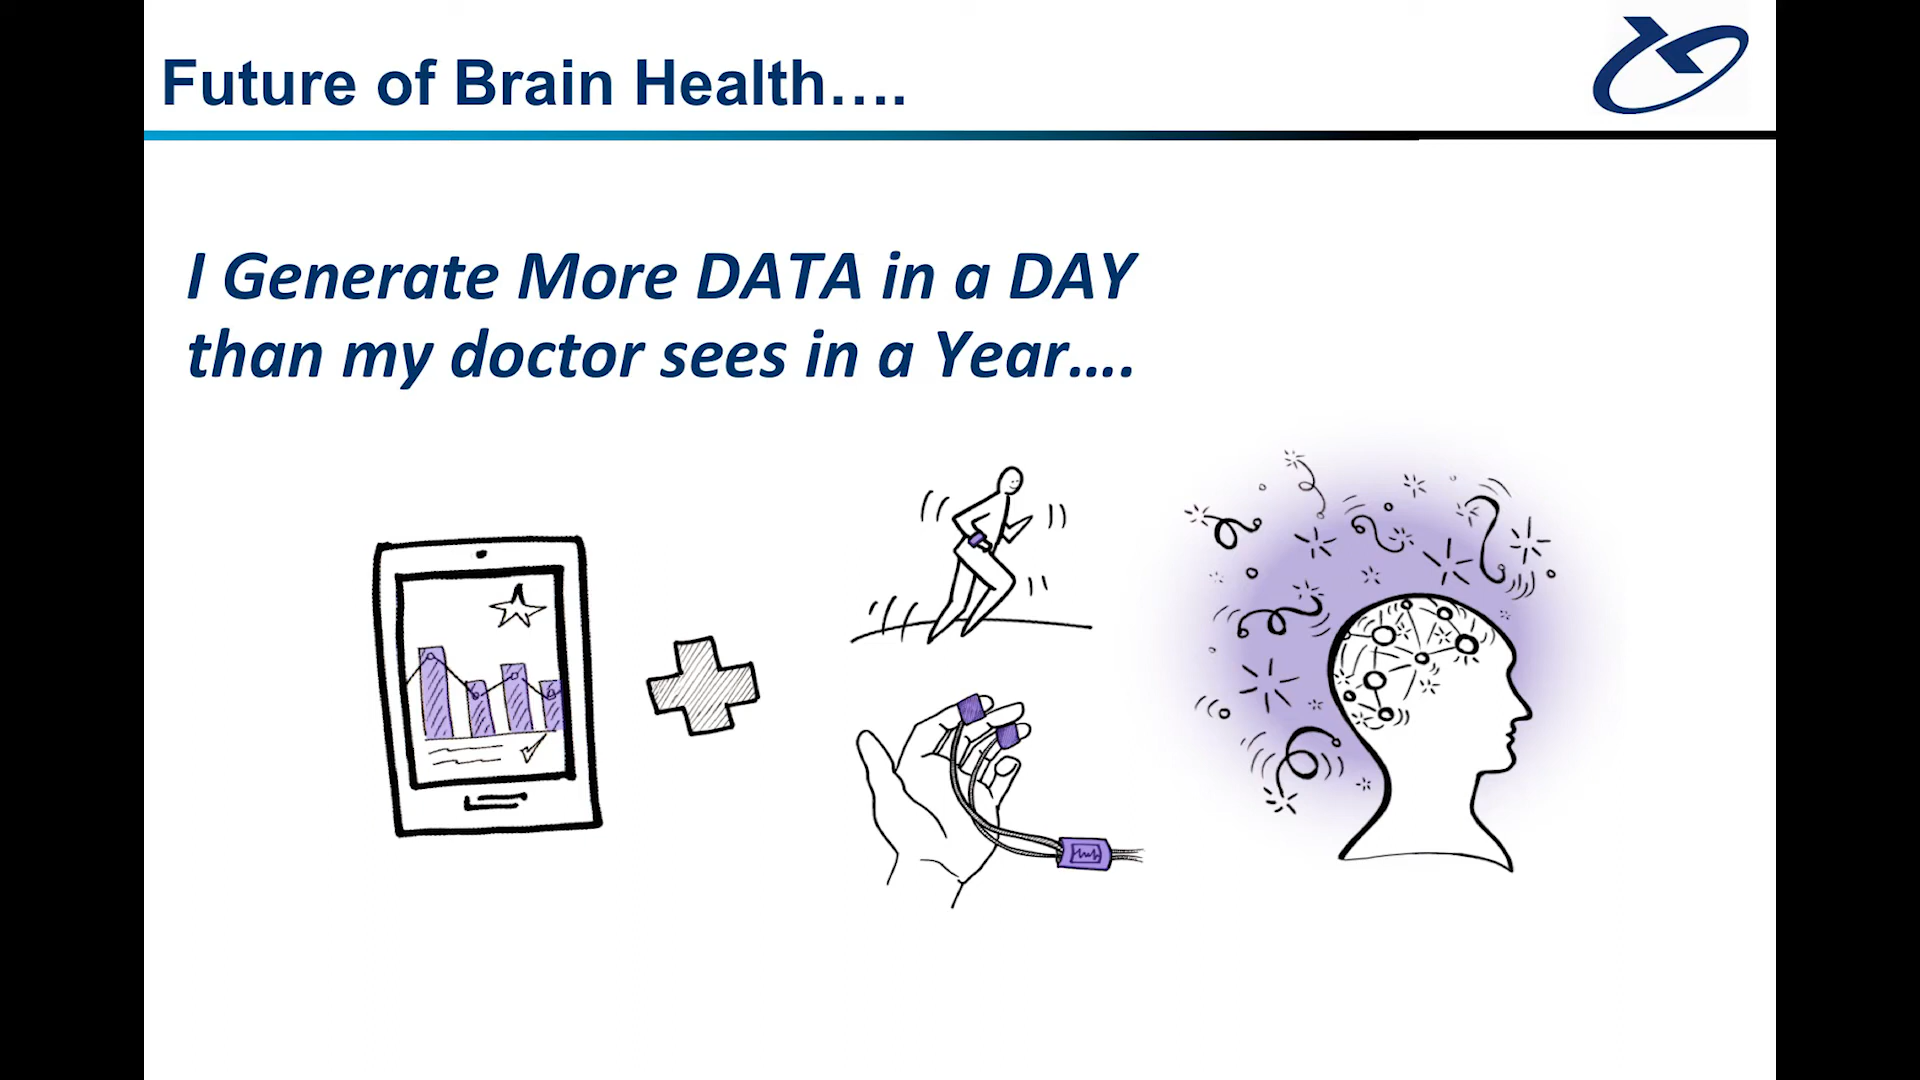 Future of Brain Health….
I Generate More DATA in a DAY
than my doctor sees in a Year….